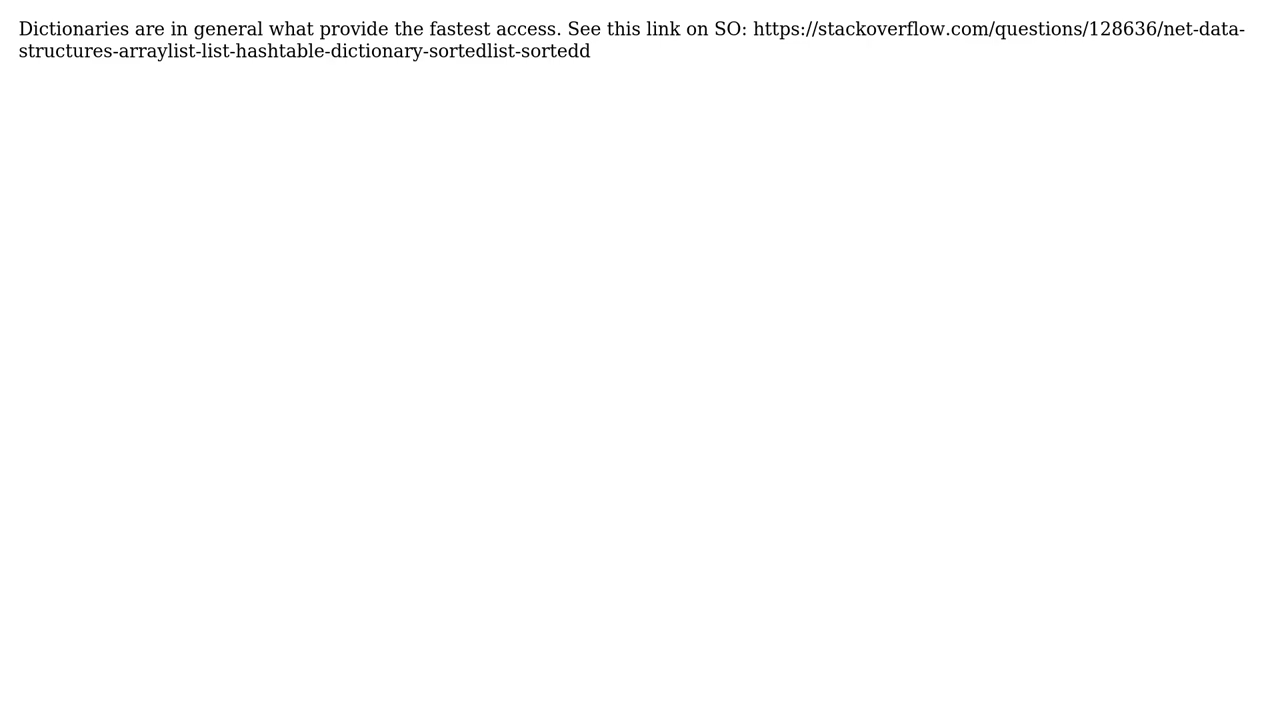 Dictionaries are in general what provide the fastest access. See this link on SO: https://stackoverflow.com/questions/128636/net-data-
structures-arraylist-list-hashtable-dictionary-sortedlist-sortedd